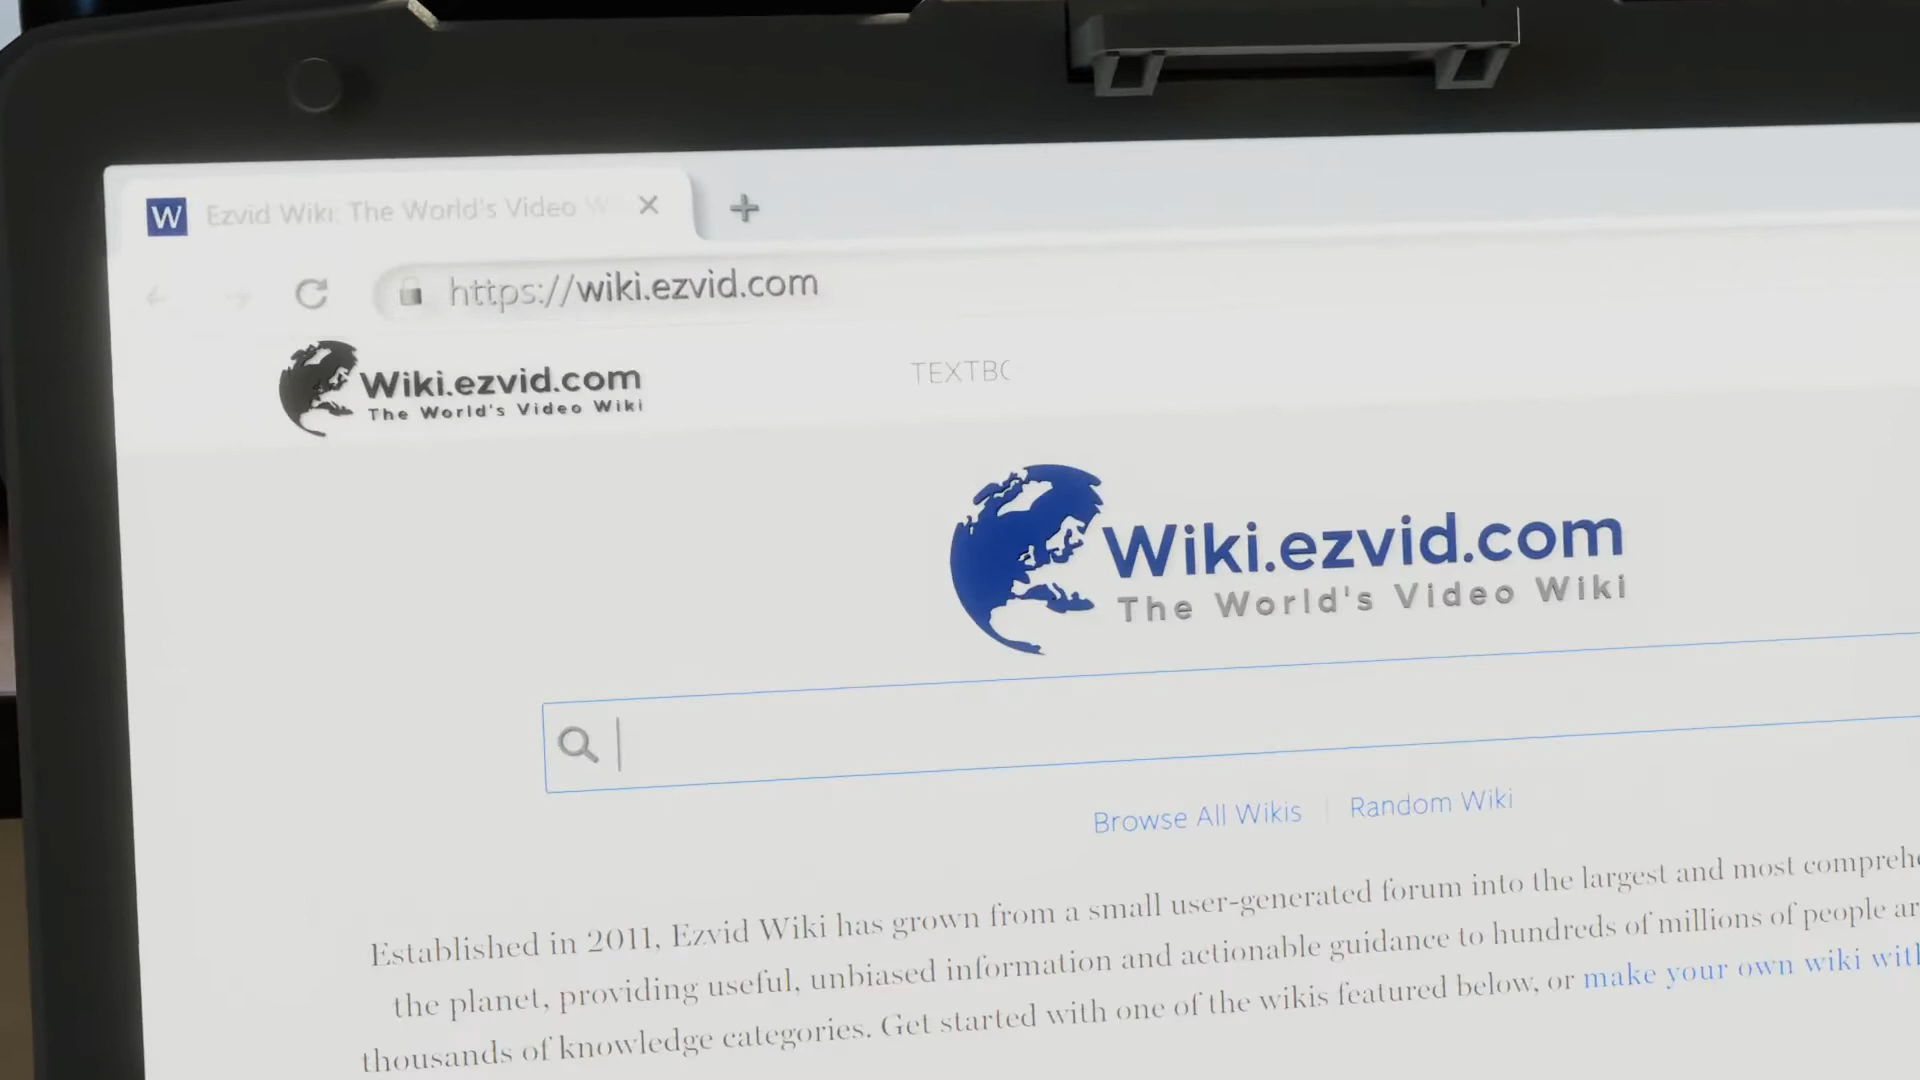 W Ezvid Wiki: The World's Video W
https://wiki.ezvid.com
Wiki.ezvid.com
The World's Video Wiki
TEXTBO
Wiki.ezvid.com
The World's Video Wiki
Browse All Wikis | Random Wiki
Established in 2011, Ezvid Wiki has grown from a small user-generated forum into the largest and most comprehe
the planet, providing useful, unbiased information and actionable guidance to hundreds of millions of people ar
thousands of knowledge categories. Get started with one of the wikis featured below, or make your own wiki with